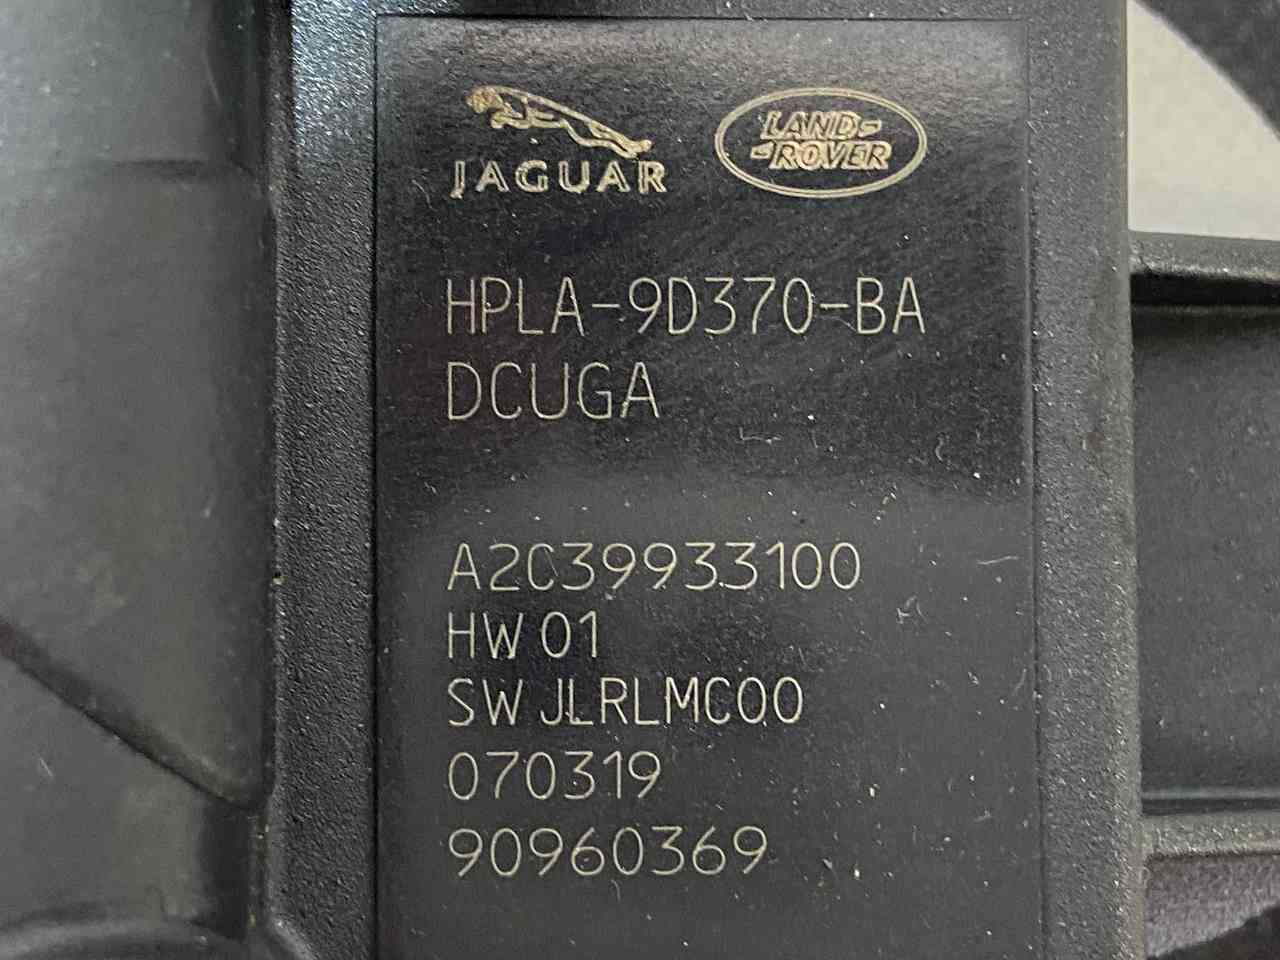 JAGUAR
LAND-
-ROVER
HPLA-9D370-BA
DCUGA
A2C39933100
HW 01
SW JLRLMC00
070319
90960369